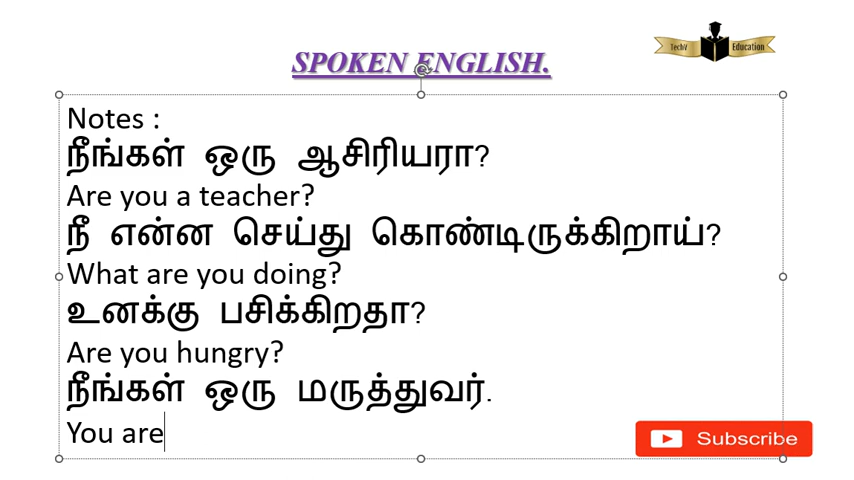 TechV Education
SPOKEN ENGLISH.
Notes :
நீங்கள் ஒரு ஆசிரியரா?
Are you a teacher?
நீ என்ன செய்து கொண்டிருக்கிறாய்?
What are you doing?
உனக்கு பசிக்கிறதா?
Are you hungry?
நீங்கள் ஒரு மருத்துவர்.
You are
Subscribe